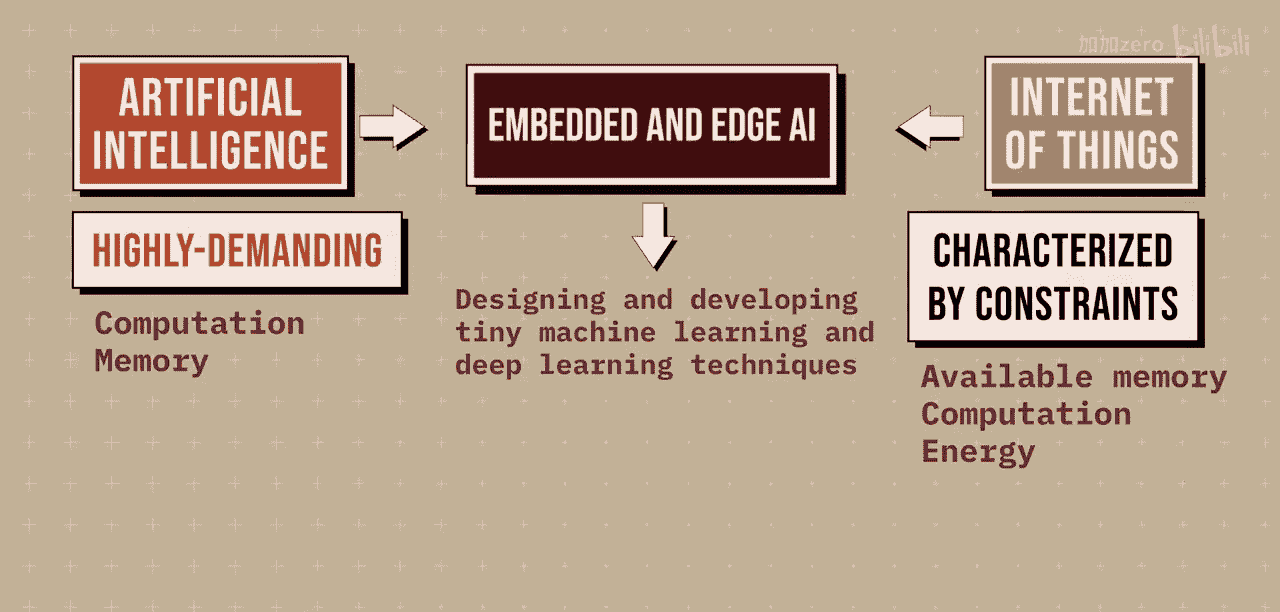 加加zero bilibili
ARTIFICIAL
INTELLIGENCE
EMBEDDED AND EDGE AI
INTERNET
OF THINGS
HIGHLY-DEMANDING
Computation
Memory
Designing and developing
tiny machine learning and
deep learning techniques
CHARACTERIZED
BY CONSTRAINTS
Available memory
Computation
Energy